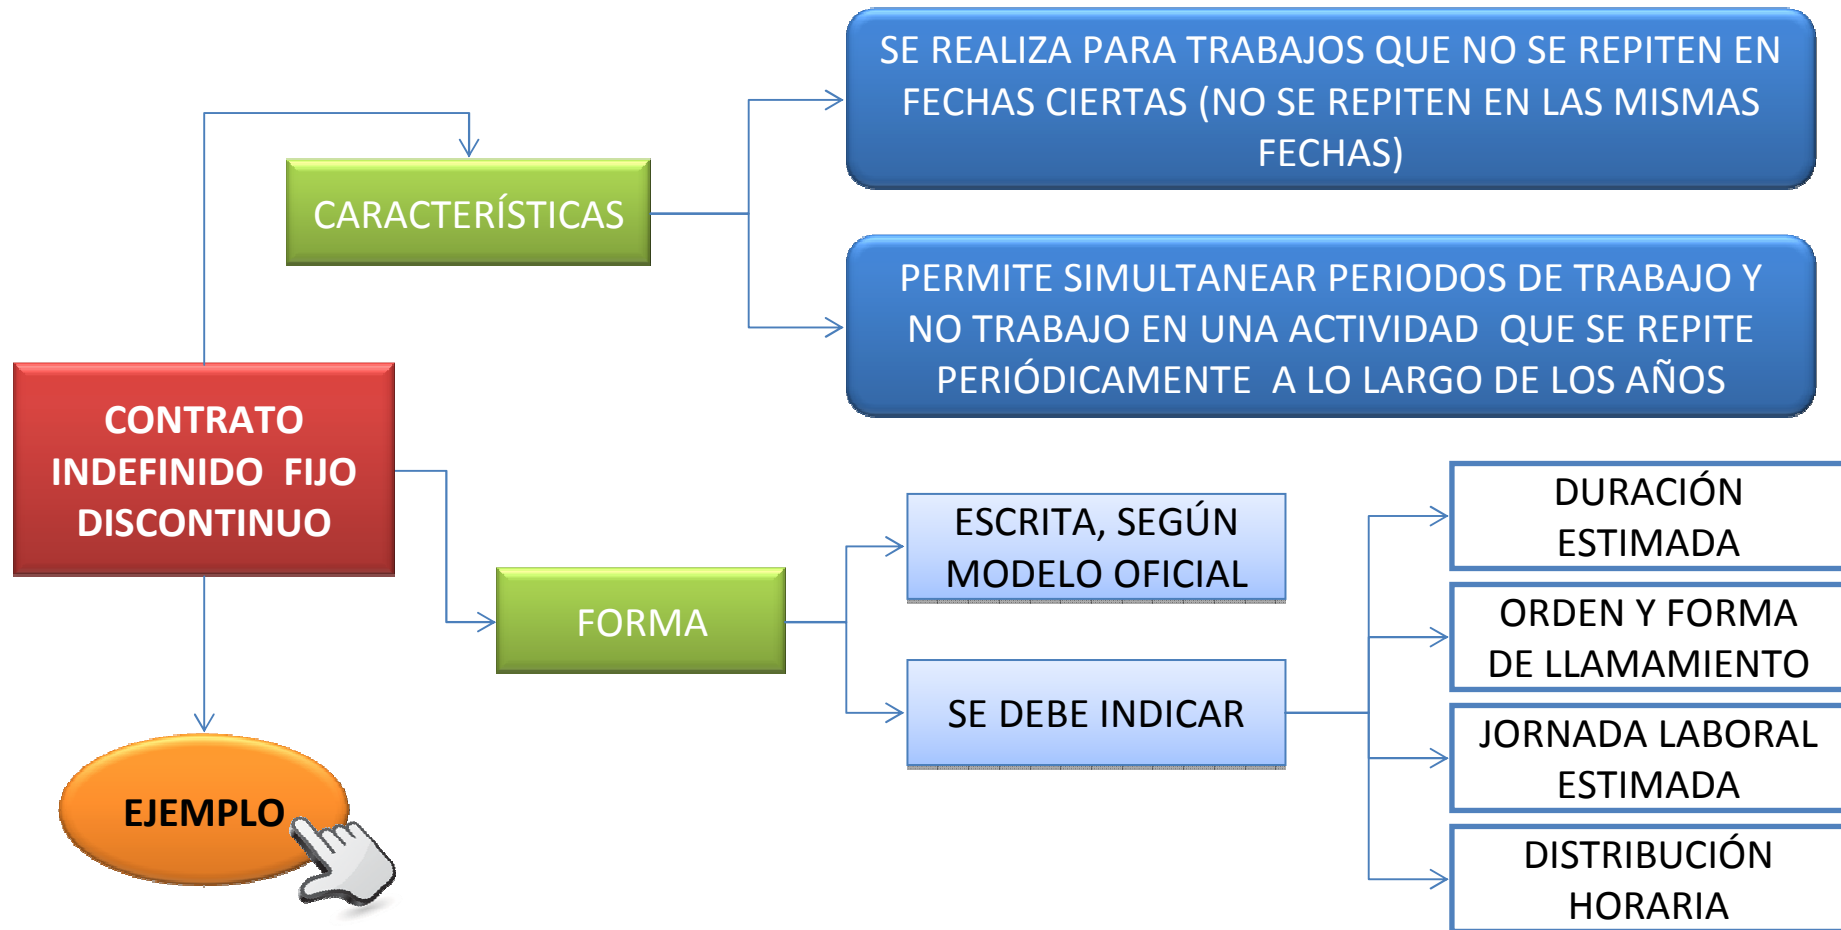 SE REALIZA PARA TRABAJOS QUE NO SE REPITEN EN
FECHAS CIERTAS (NO SE REPITEN EN LAS MISMAS
FECHAS)
CARACTERÍSTICAS
PERMITE SIMULTANEAR PERIODOS DE TRABAJO Y
NO TRABAJO EN UNA ACTIVIDAD QUE SE REPITE
PERIÓDICAMENTE A LO LARGO DE LOS AÑOS
CONTRATO
INDEFINIDO FIJO
DISCONTINUO
FORMA
ESCRITA, SEGÚN
MODELO OFICIAL
SE DEBE INDICAR
DURACIÓN
ESTIMADA
ORDEN Y FORMA
DE LLAMAMIENTO
JORNADA LABORAL
ESTIMADA
DISTRIBUCIÓN
HORARIA
EJEMPLO